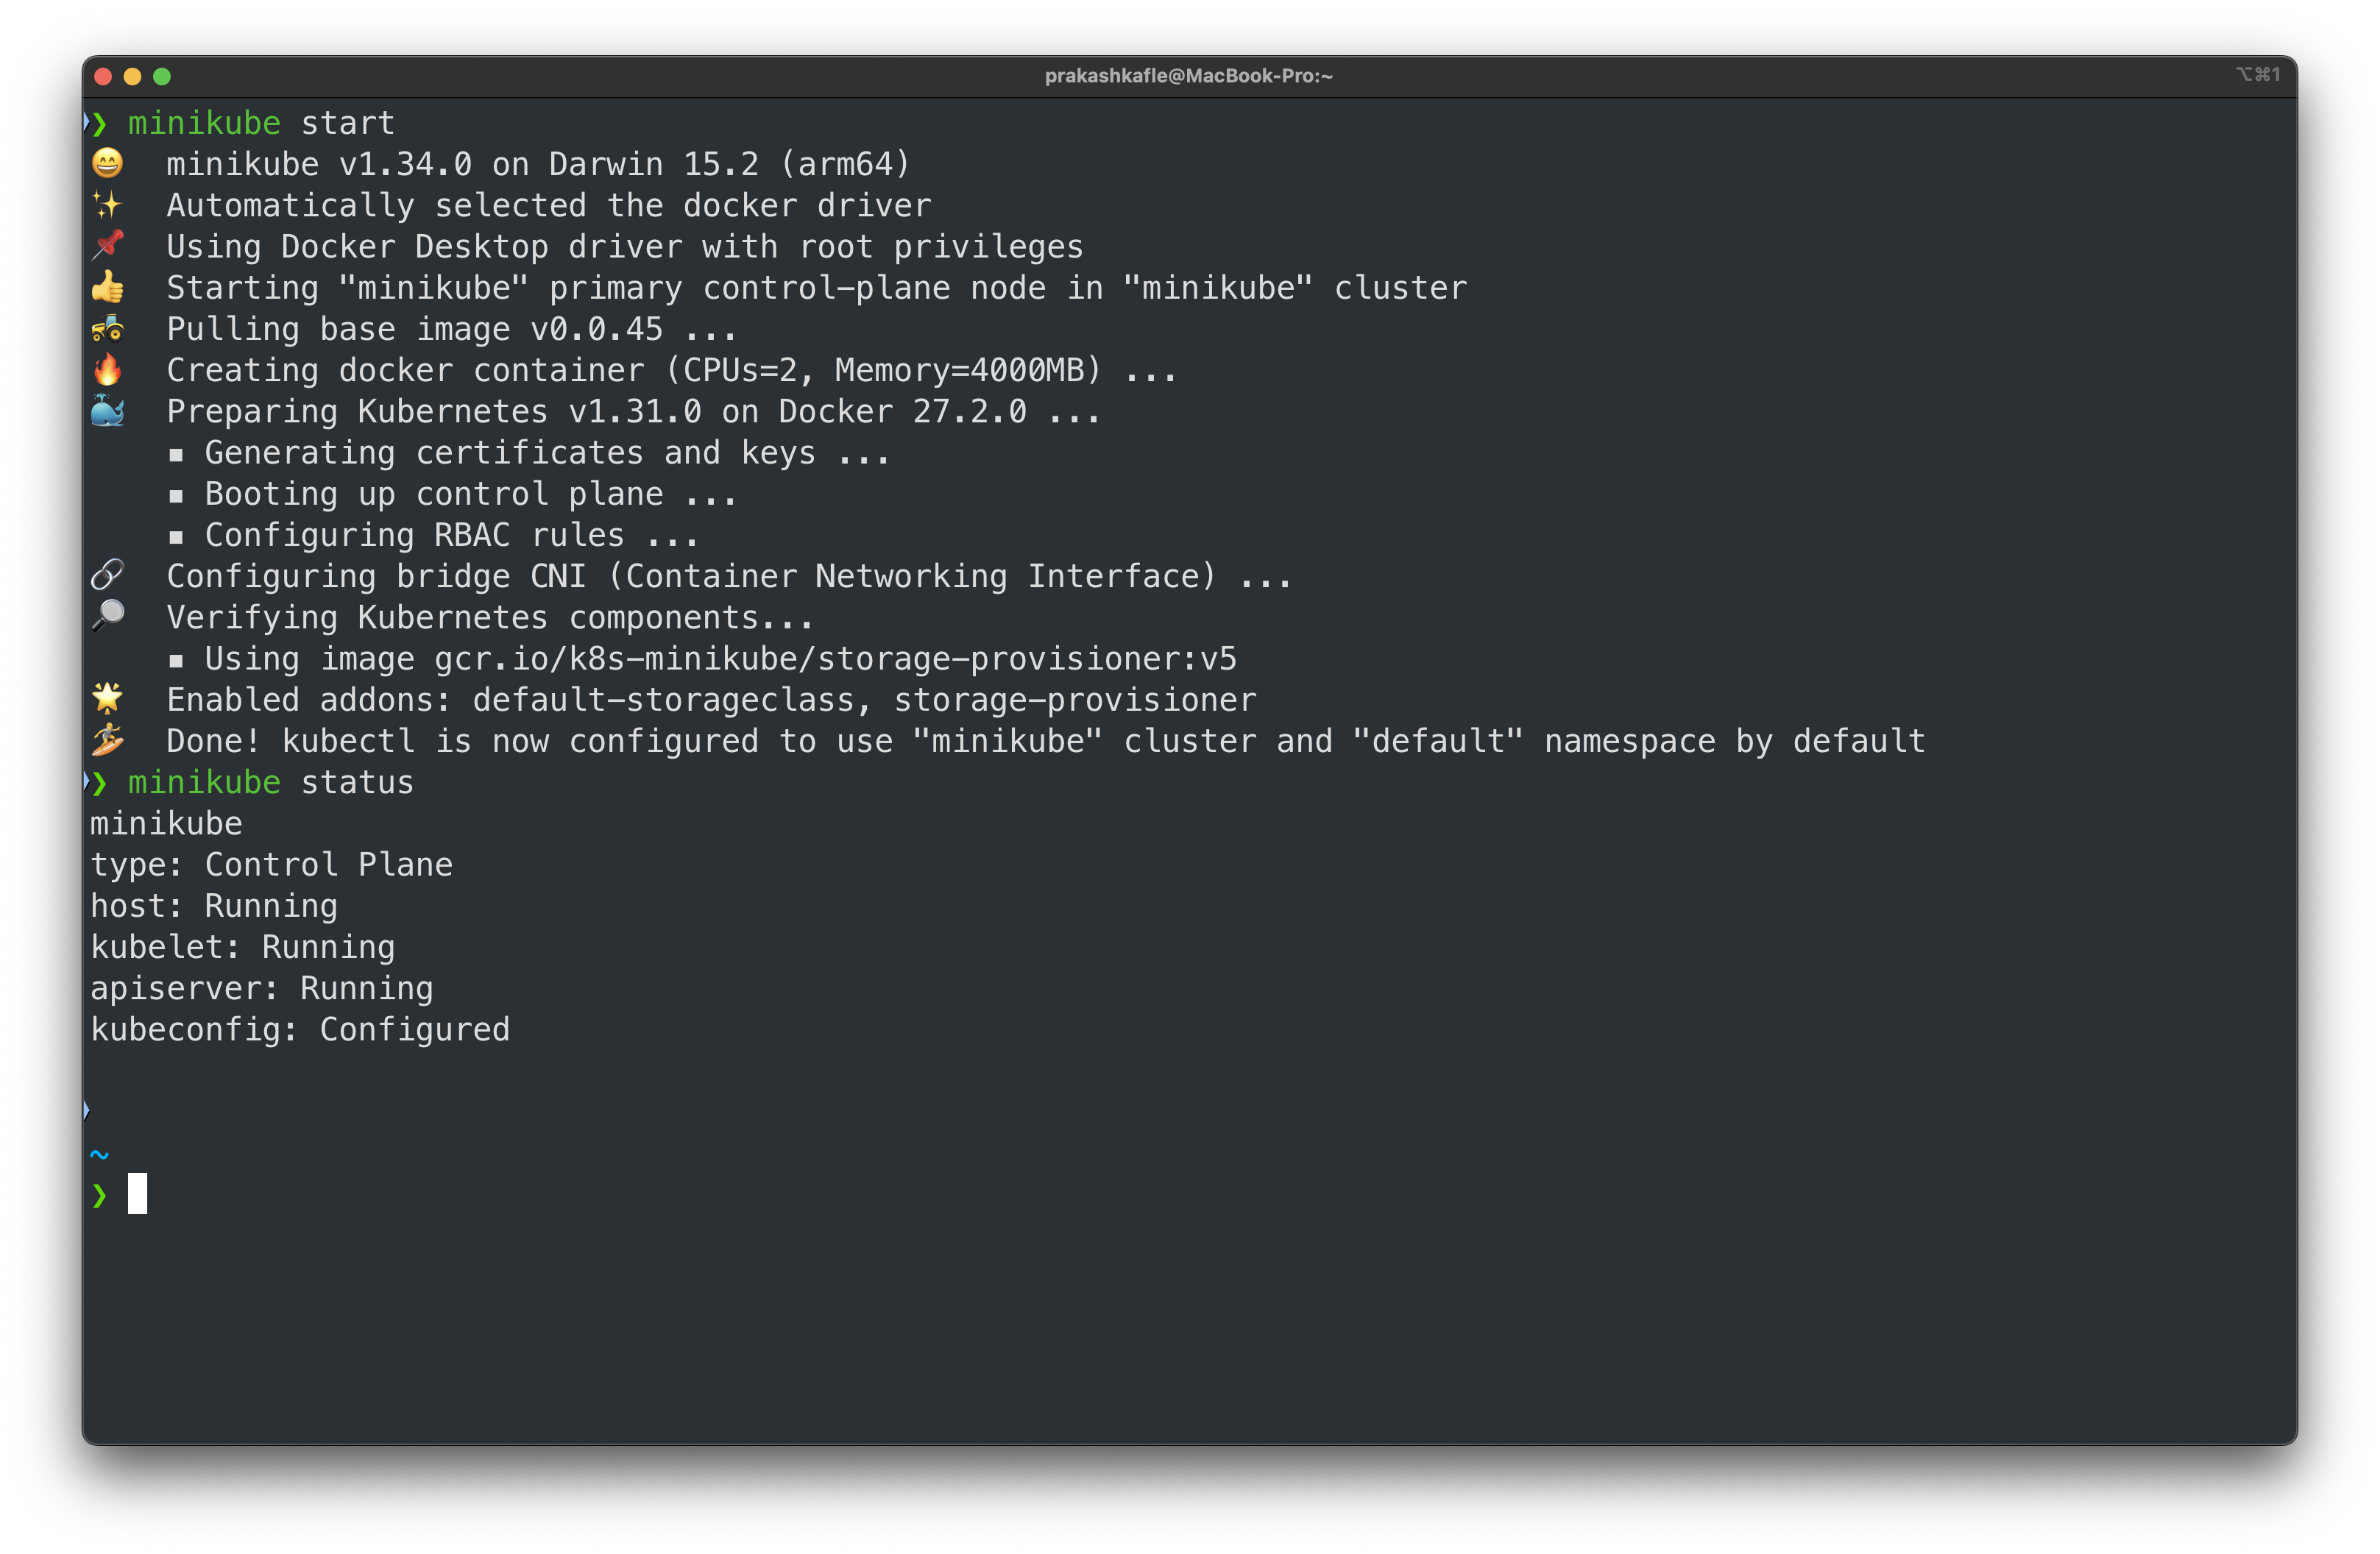 prakashkafle@MacBook-Pro:~
⌥⌘1
❯ minikube start
😄  minikube v1.34.0 on Darwin 15.2 (arm64)
✨  Automatically selected the docker driver
📌  Using Docker Desktop driver with root privileges
👍  Starting "minikube" primary control-plane node in "minikube" cluster
🚜  Pulling base image v0.0.45 ...
🔥  Creating docker container (CPUs=2, Memory=4000MB) ...
🐳  Preparing Kubernetes v1.31.0 on Docker 27.2.0 ...
    ▪ Generating certificates and keys ...
    ▪ Booting up control plane ...
    ▪ Configuring RBAC rules ...
🔗  Configuring bridge CNI (Container Networking Interface) ...
🔎  Verifying Kubernetes components...
    ▪ Using image gcr.io/k8s-minikube/storage-provisioner:v5
🌟  Enabled addons: default-storageclass, storage-provisioner
🏄  Done! kubectl is now configured to use "minikube" cluster and "default" namespace by default
❯ minikube status
minikube
type: Control Plane
host: Running
kubelet: Running
apiserver: Running
kubeconfig: Configured
~
❯